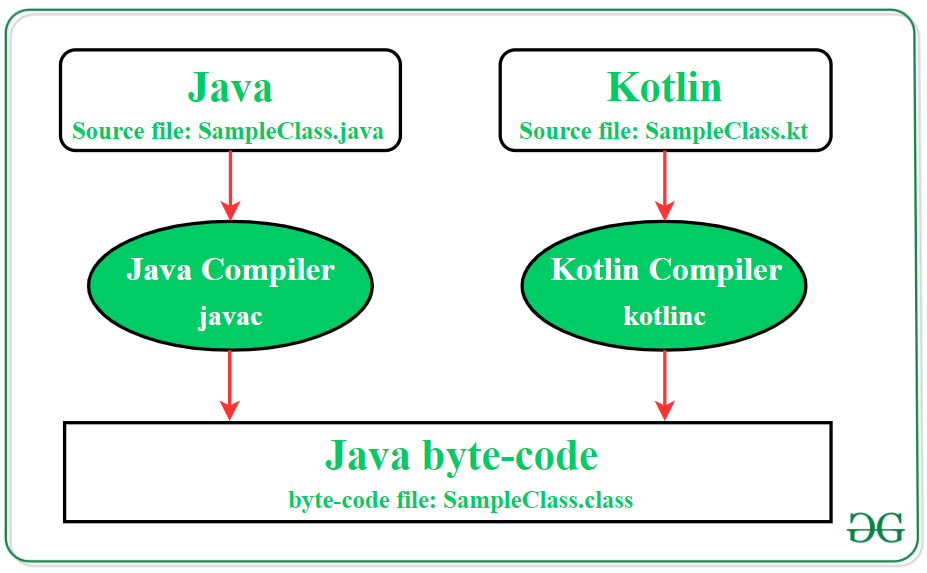 Java
Source file: SampleClass.java
Kotlin
Source file: SampleClass.kt
Java Compiler
javac
Kotlin Compiler
kotlinc
Java byte-code
byte-code file: SampleClass.class